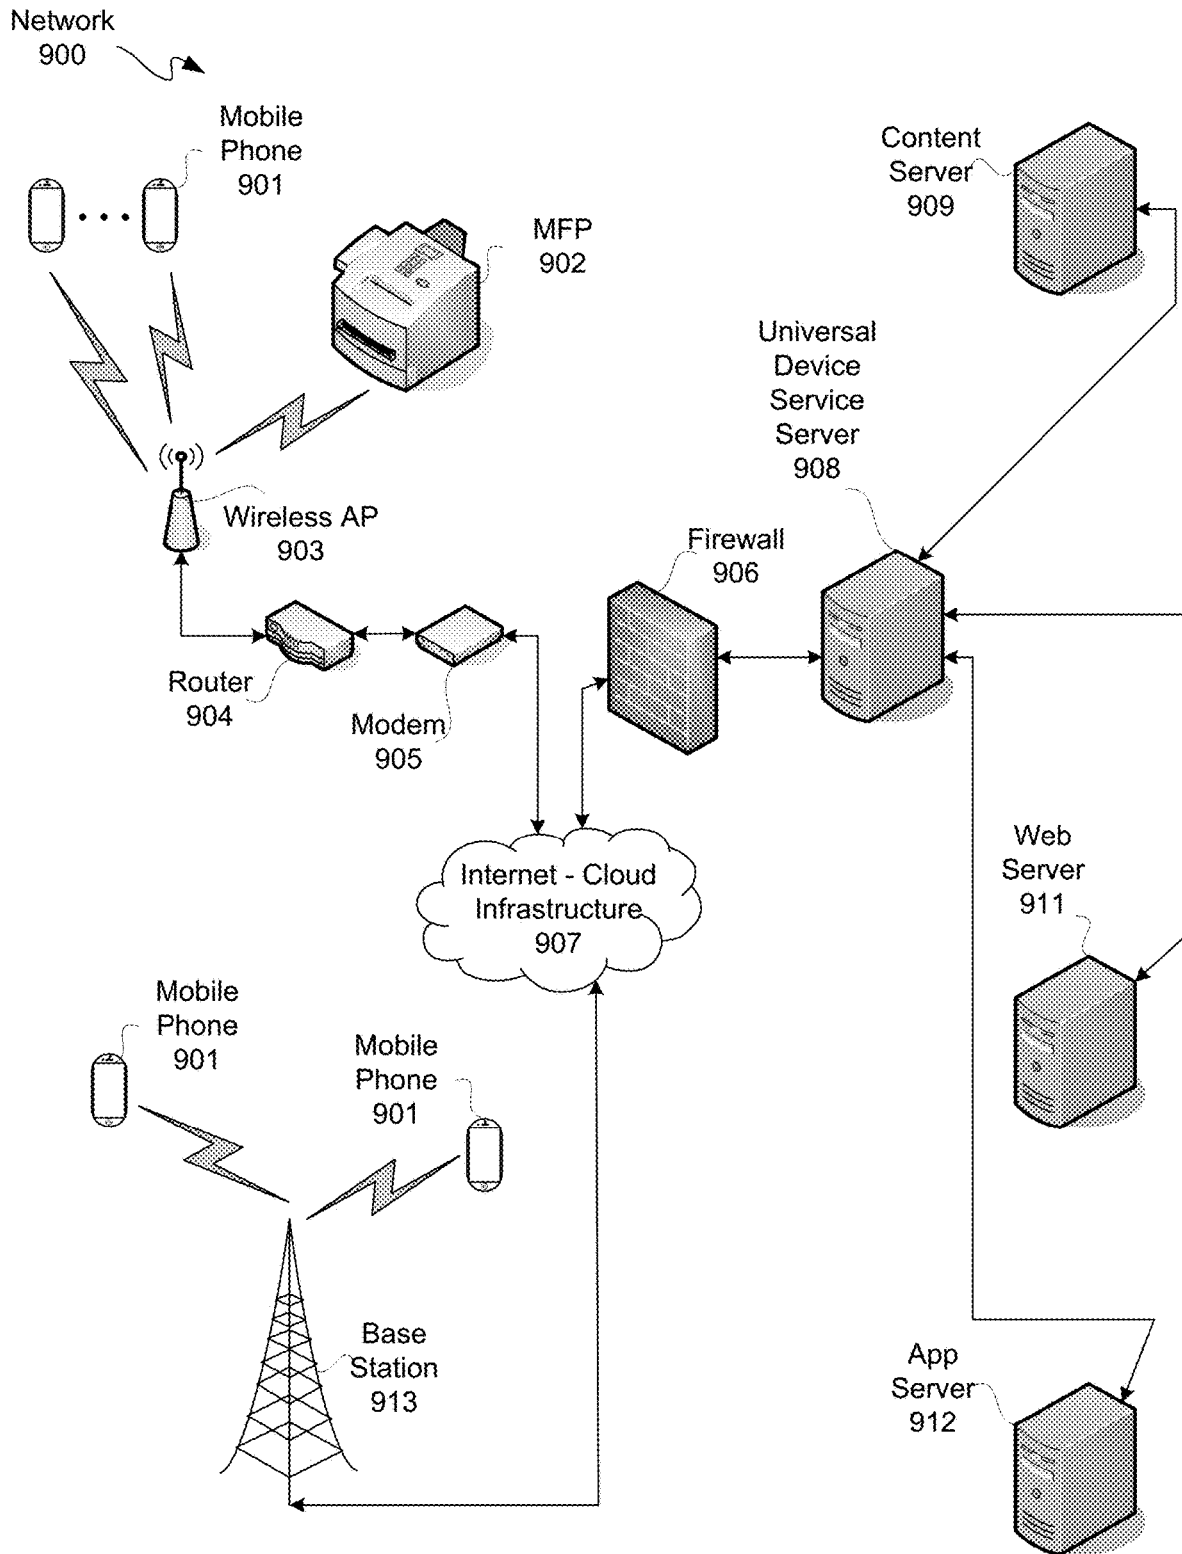 Network
900
Mobile
Phone
901
MFP
902
Content
Server
909
Universal
Device
Service
Server
908
Wireless AP
903
Firewall
906
Router
904
Modem
905
Internet - Cloud
Infrastructure
907
Web
Server
911
Mobile
Phone
901
Mobile
Phone
901
Base
Station
913
App
Server
912